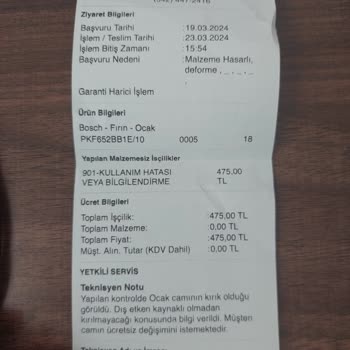 Ziyaret Bilgileri
Başvuru Tarihi :19.03.2024
İşlem / Teslim Tarihi :23.03.2024
İşlem Bitiş Zamanı :15:54
Başvuru Nedeni :Malzeme Hasarlı,
deforme , _ , _ , _
,
Garanti Harici İşlem
Ürün Bilgileri
Bosch - Fırın - Ocak
PKF652BB1E/10 0005 18
Yapılan Malzemesiz İşçilikler
901-KULLANIM HATASI 475,00
VEYA BİLGİLENDİRME TL
Ücret Bilgileri
Toplam İşçilik: :475,00 TL
Toplam Malzeme: :0,00 TL
Toplam Fiyat: :475,00 TL
Müşt. Alın. Tutar (KDV Dahil) :0,00 TL
YETKİLİ SERVİS
Teknisyen Notu
Yapılan kontrolde Ocak camının kırık olduğu
görüldü. Dış etken kaynaklı olmadan
kırılmayacağı konusunda bilgi verildi. Müşteri
camın ücretsiz değişimini istemektedir.